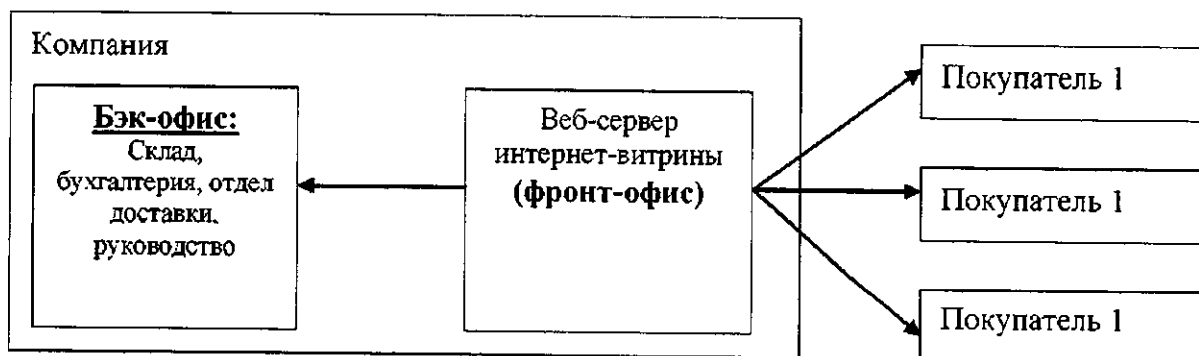 Компания
Бэк-офис:
Склад,
бухгалтерия, отдел
доставки,
руководство
Веб-сервер
интернет-витрины
(фронт-офис)
Покупатель 1
Покупатель 1
Покупатель 1